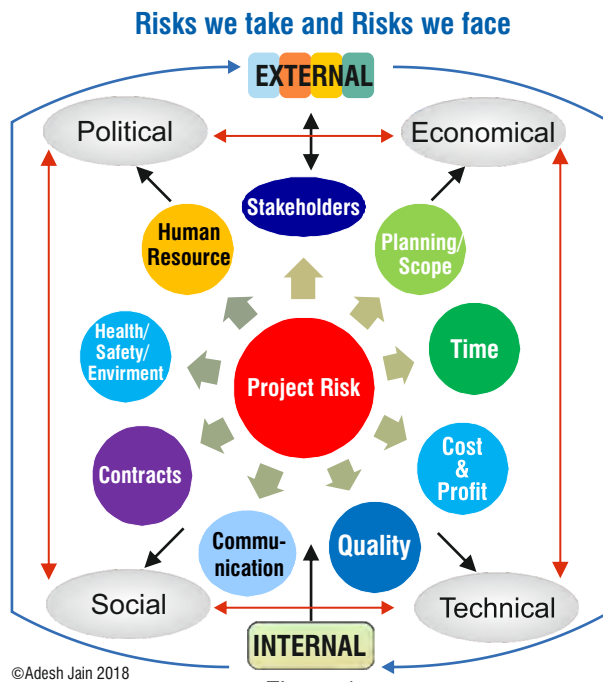 Risks we take and Risks we face
EXTERNAL
Political
Economical
Stakeholders
Human
Resource
Planning/
Scope
Health/
Safety/
Envirment
Time
Project Risk
Contracts
Cost
&
Profit
Commu-
nication
Quality
Social
Technical
INTERNAL
©Adesh Jain 2018